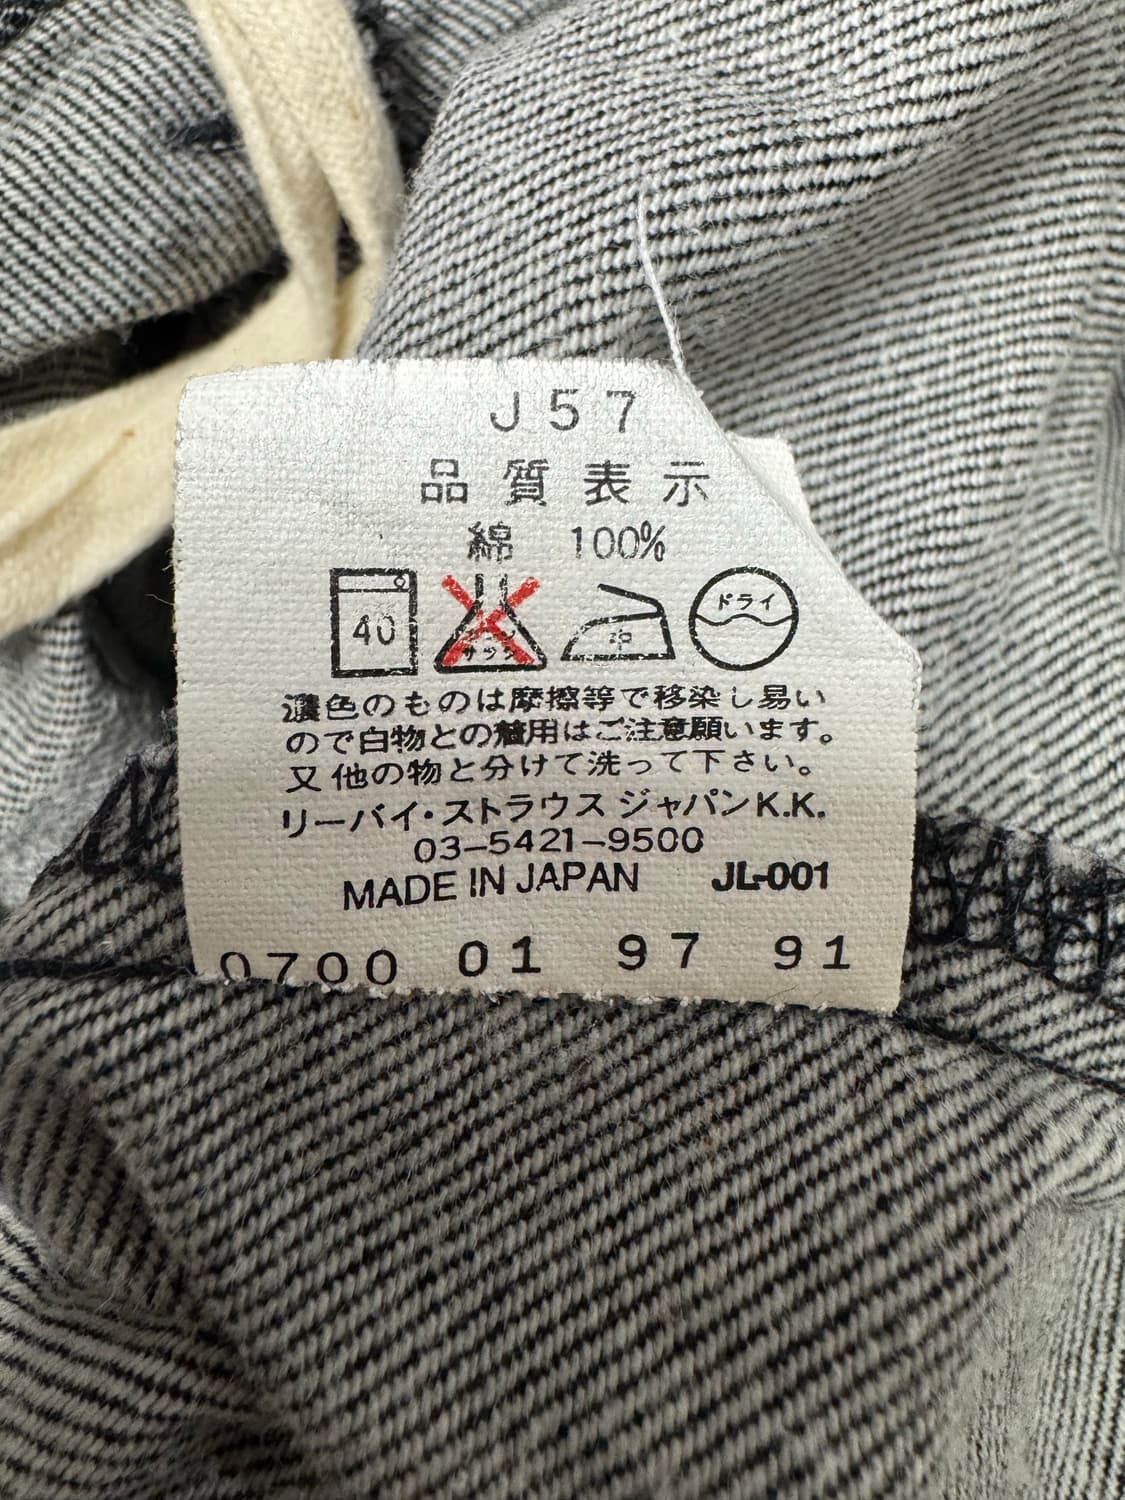 J57
品質表示
綿 100%
40
サラシ
中
ドライ
濃色のものは摩擦等で移染し易い
ので白物との着用はご注意願います。
又他の物と分けて洗って下さい。
リーバイ・ストラウス ジャパンK.K.
03-5421-9500
MADE IN JAPAN JL-001
0700 01 97 91